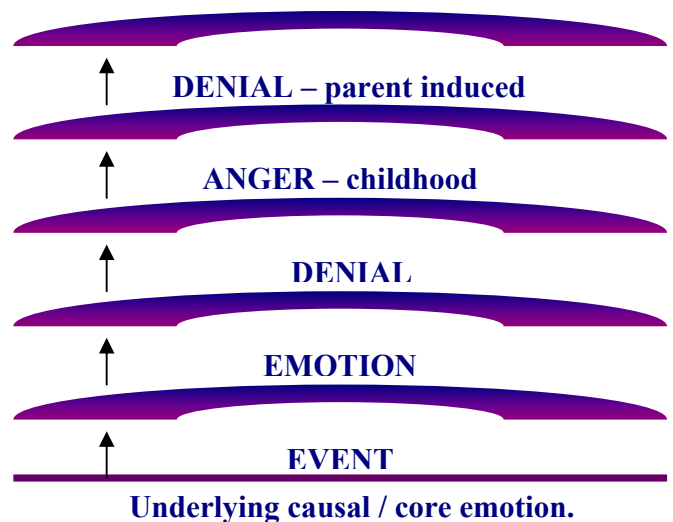 DENIAL – parent induced
ANGER – childhood
DENIAL
EMOTION
EVENT
Underlying causal / core emotion.